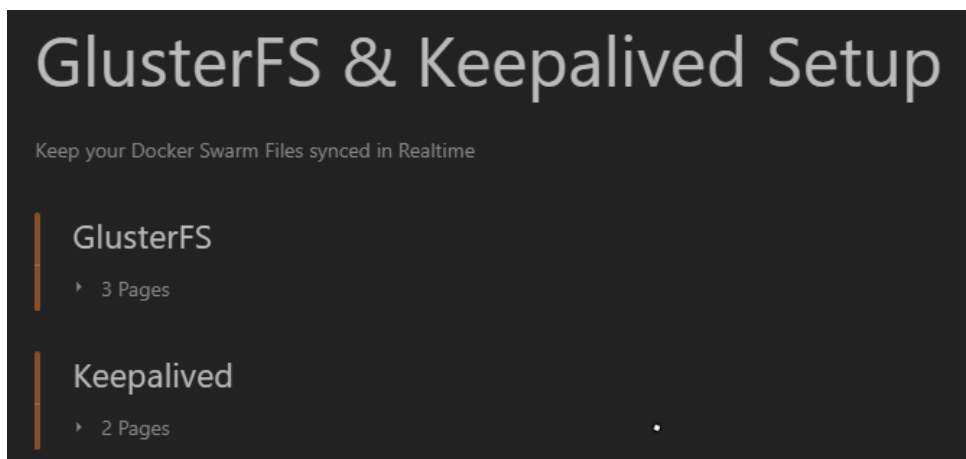 GlusterFS & Keepalived Setup
Keep your Docker Swarm Files synced in Realtime
GlusterFS
3 Pages
Keepalived
2 Pages